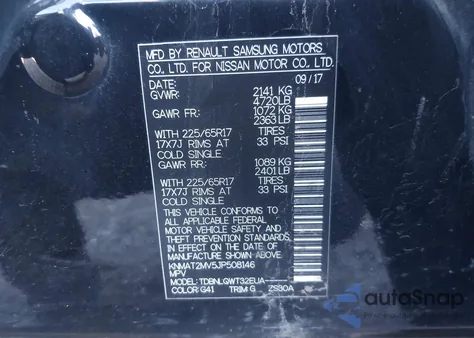 MFD BY RENAULT SAMSUNG MOTORS
CO., LTD. FOR NISSAN MOTOR CO., LTD.
DATE: 09/17
GVWR: 2141 KG
4720LB
GAWR FR: 1072 KG
2363LB
WITH 225/65R17 TIRES
17X7J RIMS AT 33 PSI
COLD SINGLE
GAWR RR: 1089 KG
2401LB
WITH 225/65R17 TIRES
17X7J RIMS AT 33 PSI
COLD SINGLE
THIS VEHICLE CONFORMS TO
ALL APPLICABLE FEDERAL
MOTOR VEHICLE SAFETY AND
THEFT PREVENTION STANDARDS
IN EFFECT ON THE DATE OF
MANUFACTURE SHOWN ABOVE.
KNMAT2MV5JP508146
MPV
MODEL: TDBNLGWT32EUA
COLOR: G41 TRIM: G ZS30A
autoSnap